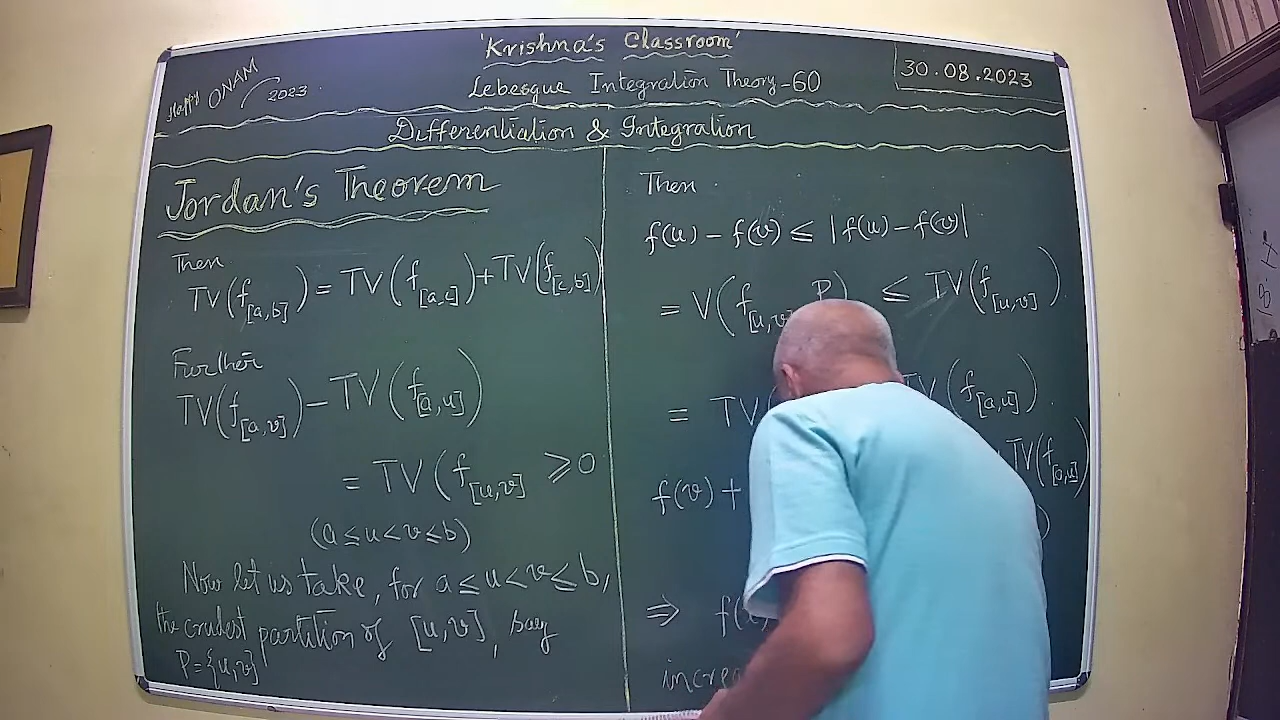 'Krishna's Classroom'
Happy ONAM 2023
Lebesgue Integration Theory-60
30.08.2023
Differentiation & Integration
Jordan's Theorem
Then
TV(f[a,b]) = TV(f[a,c]) + TV(f[c,b])
Further
TV(f[a,v]) - TV(f[a,u])
= TV(f[u,v] ⩾ 0
(a ≤ u < v ≤ b)
Now let us take, for a ≤ u < v ≤ b,
the crudest partition of [u,v], say
P = {u,v}
Then
f(u) - f(v) ≤ |f(u) - f(v)|
= V(f[u,v] P) ≤ TV(f[u,v])
= TV( TV(f[a,u]).
f(v) + TV(f[a,u])
⇒ f(